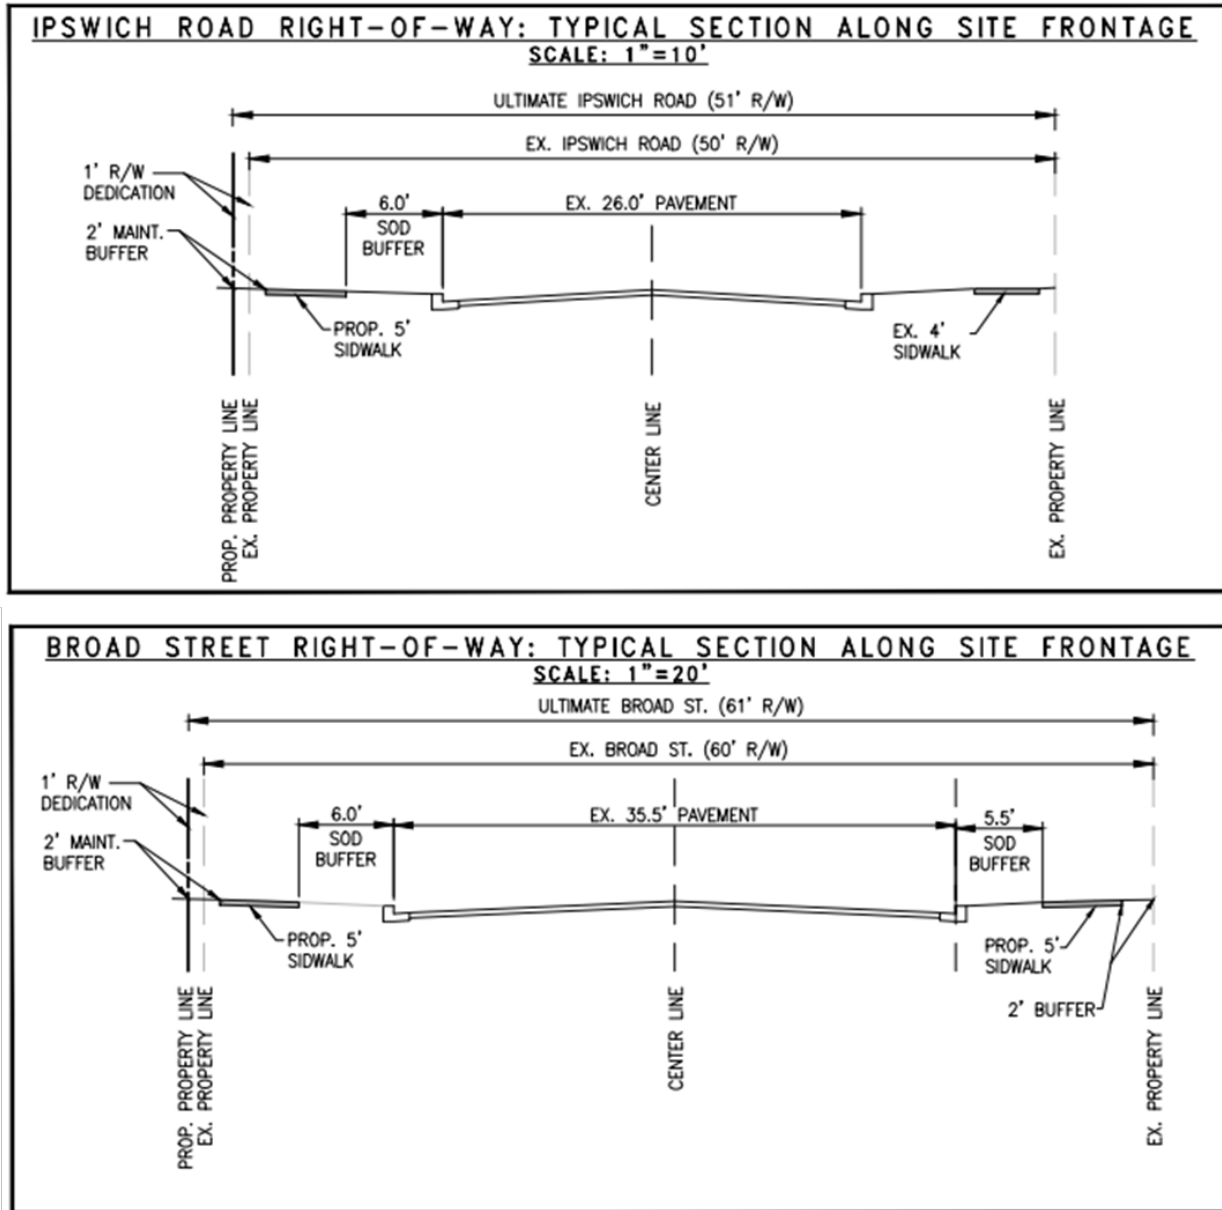 IPSWICH ROAD RIGHT-OF-WAY: TYPICAL SECTION ALONG SITE FRONTAGE
SCALE: 1"=10'
ULTIMATE IPSWICH ROAD (51' R/W)
EX. IPSWICH ROAD (50' R/W)
1' R/W
DEDICATION
2' MAINT.
BUFFER
6.0'
SOD
BUFFER
EX. 26.0' PAVEMENT
PROP. 5'
SIDWALK
EX. 4'
SIDWALK
PROP. PROPERTY LINE
EX. PROPERTY LINE
CENTER LINE
EX. PROPERTY LINE
BROAD STREET RIGHT-OF-WAY: TYPICAL SECTION ALONG SITE FRONTAGE
SCALE: 1"=20'
ULTIMATE BROAD ST. (61' R/W)
EX. BROAD ST. (60' R/W)
1' R/W
DEDICATION
2' MAINT.
BUFFER
6.0'
SOD
BUFFER
EX. 35.5' PAVEMENT
5.5'
SOD
BUFFER
PROP. 5'
SIDWALK
PROP. 5'
SIDWALK
2' BUFFER
PROP. PROPERTY LINE
EX. PROPERTY LINE
CENTER LINE
EX. PROPERTY LINE